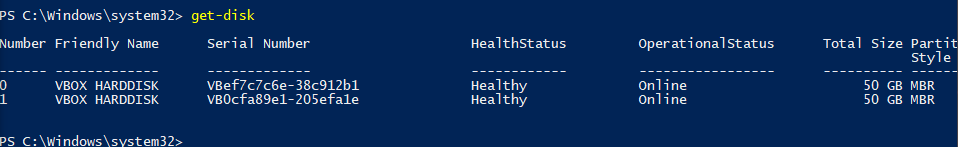 PS C:\Windows\system32> get-disk
Number Friendly Name Serial Number HealthStatus OperationalStatus Total Size Partit
Style
------ ------------- ------------- ------------ ----------------- ---------- ------
0 VBOX HARDDISK VBef7c7c6e-38c912b1 Healthy Online 50 GB MBR
1 VBOX HARDDISK VB0cfa89e1-205efa1e Healthy Online 50 GB MBR
PS C:\Windows\system32>